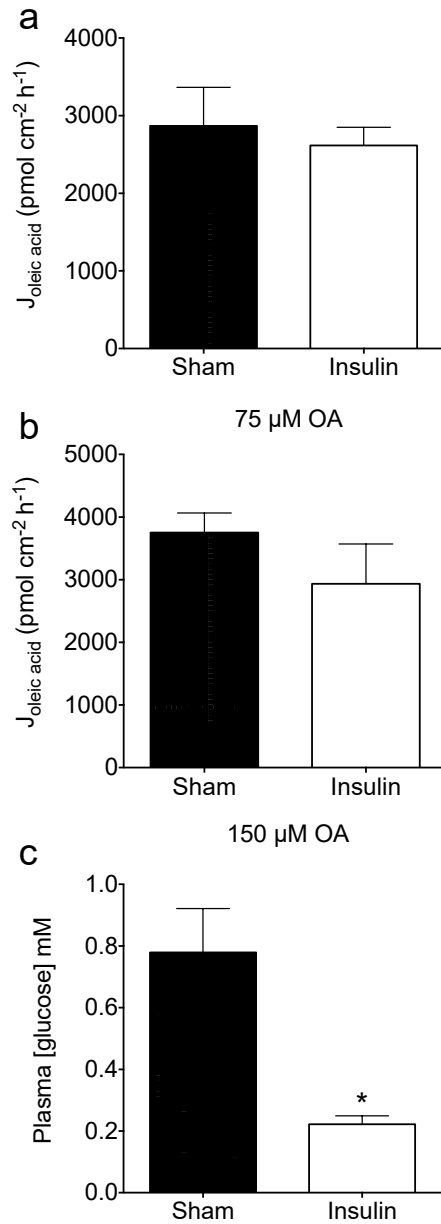 a
J oleic acid (pmol cm⁻² h⁻¹)
4000
3000
2000
1000
0
Sham Insulin
75 µM OA
b
J oleic acid (pmol cm⁻² h⁻¹)
5000
4000
3000
2000
1000
0
Sham Insulin
150 µM OA
c
Plasma [glucose] mM
1.0
0.8
0.6
0.4
0.2
0.0
*
Sham Insulin